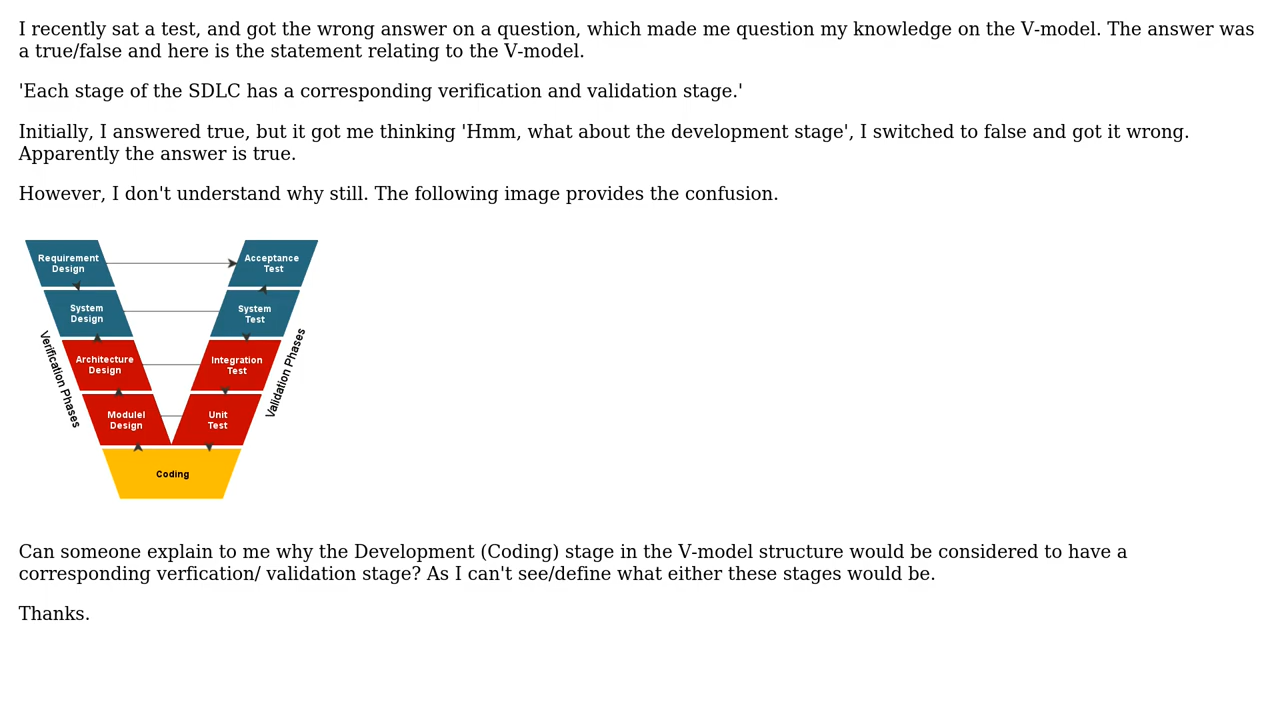 I recently sat a test, and got the wrong answer on a question, which made me question my knowledge on the V-model. The answer was
a true/false and here is the statement relating to the V-model.
'Each stage of the SDLC has a corresponding verification and validation stage.'
Initially, I answered true, but it got me thinking 'Hmm, what about the development stage', I switched to false and got it wrong.
Apparently the answer is true.
However, I don't understand why still. The following image provides the confusion.
Requirement
Design
Acceptance
Test
System
Design
System
Test
Architecture
Design
Integration
Test
Modulel
Design
Unit
Test
Coding
Verification Phases
Validation Phases
Can someone explain to me why the Development (Coding) stage in the V-model structure would be considered to have a
corresponding verfication/ validation stage? As I can't see/define what either these stages would be.
Thanks.